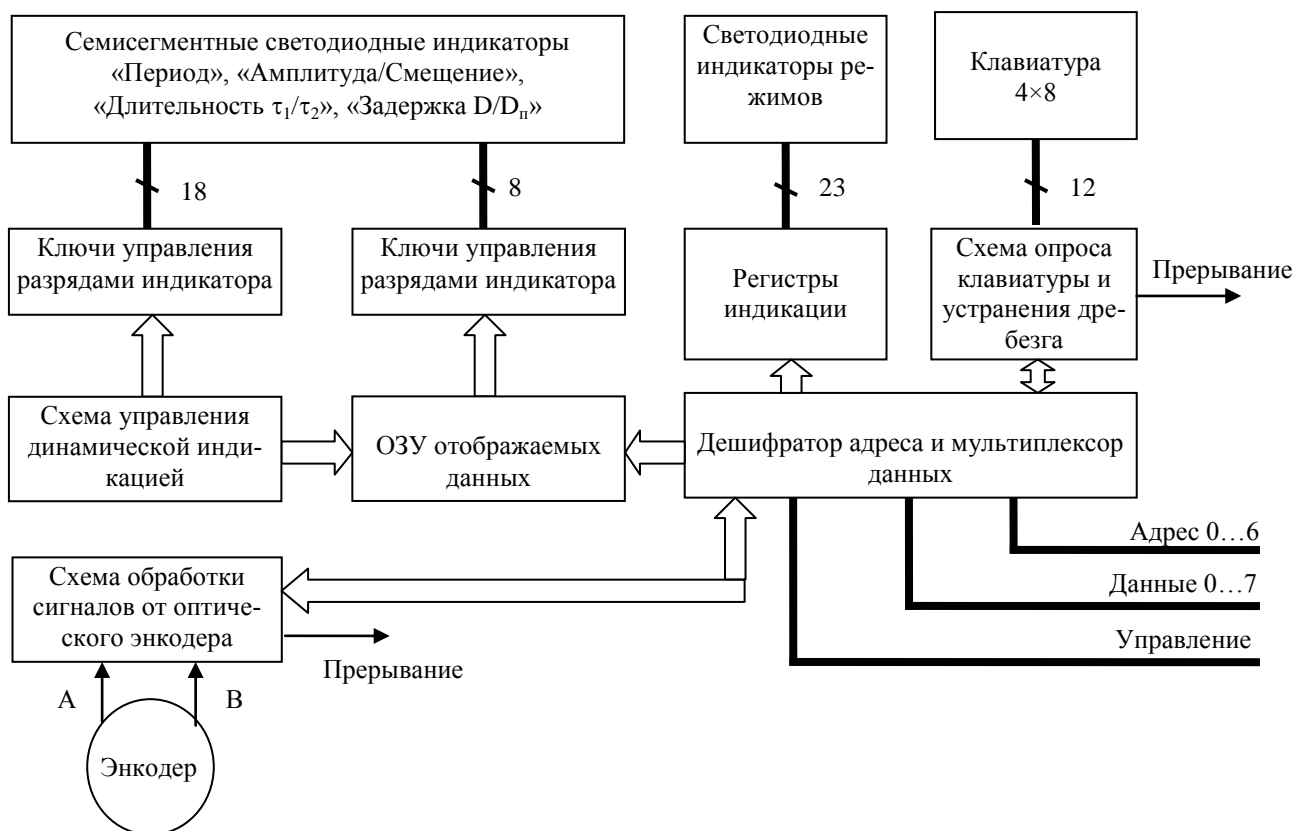 Семисегментные светодиодные индикаторы
«Период», «Амплитуда/Смещение»,
«Длительность τ₁/τ₂», «Задержка D/Dп»
Светодиодные
индикаторы ре-
жимов
Клавиатура
4×8
18
8
23
12
Ключи управления
разрядами индикатора
Ключи управления
разрядами индикатора
Регистры
индикации
Схема опроса
клавиатуры и
устранения дре-
безга
Прерывание
Схема управления
динамической инди-
кацией
ОЗУ отображаемых
данных
Дешифратор адреса и мультиплексор
данных
Адрес 0…6
Данные 0…7
Управление
Схема обработки
сигналов от оптиче-
ского энкодера
Прерывание
A
B
Энкодер